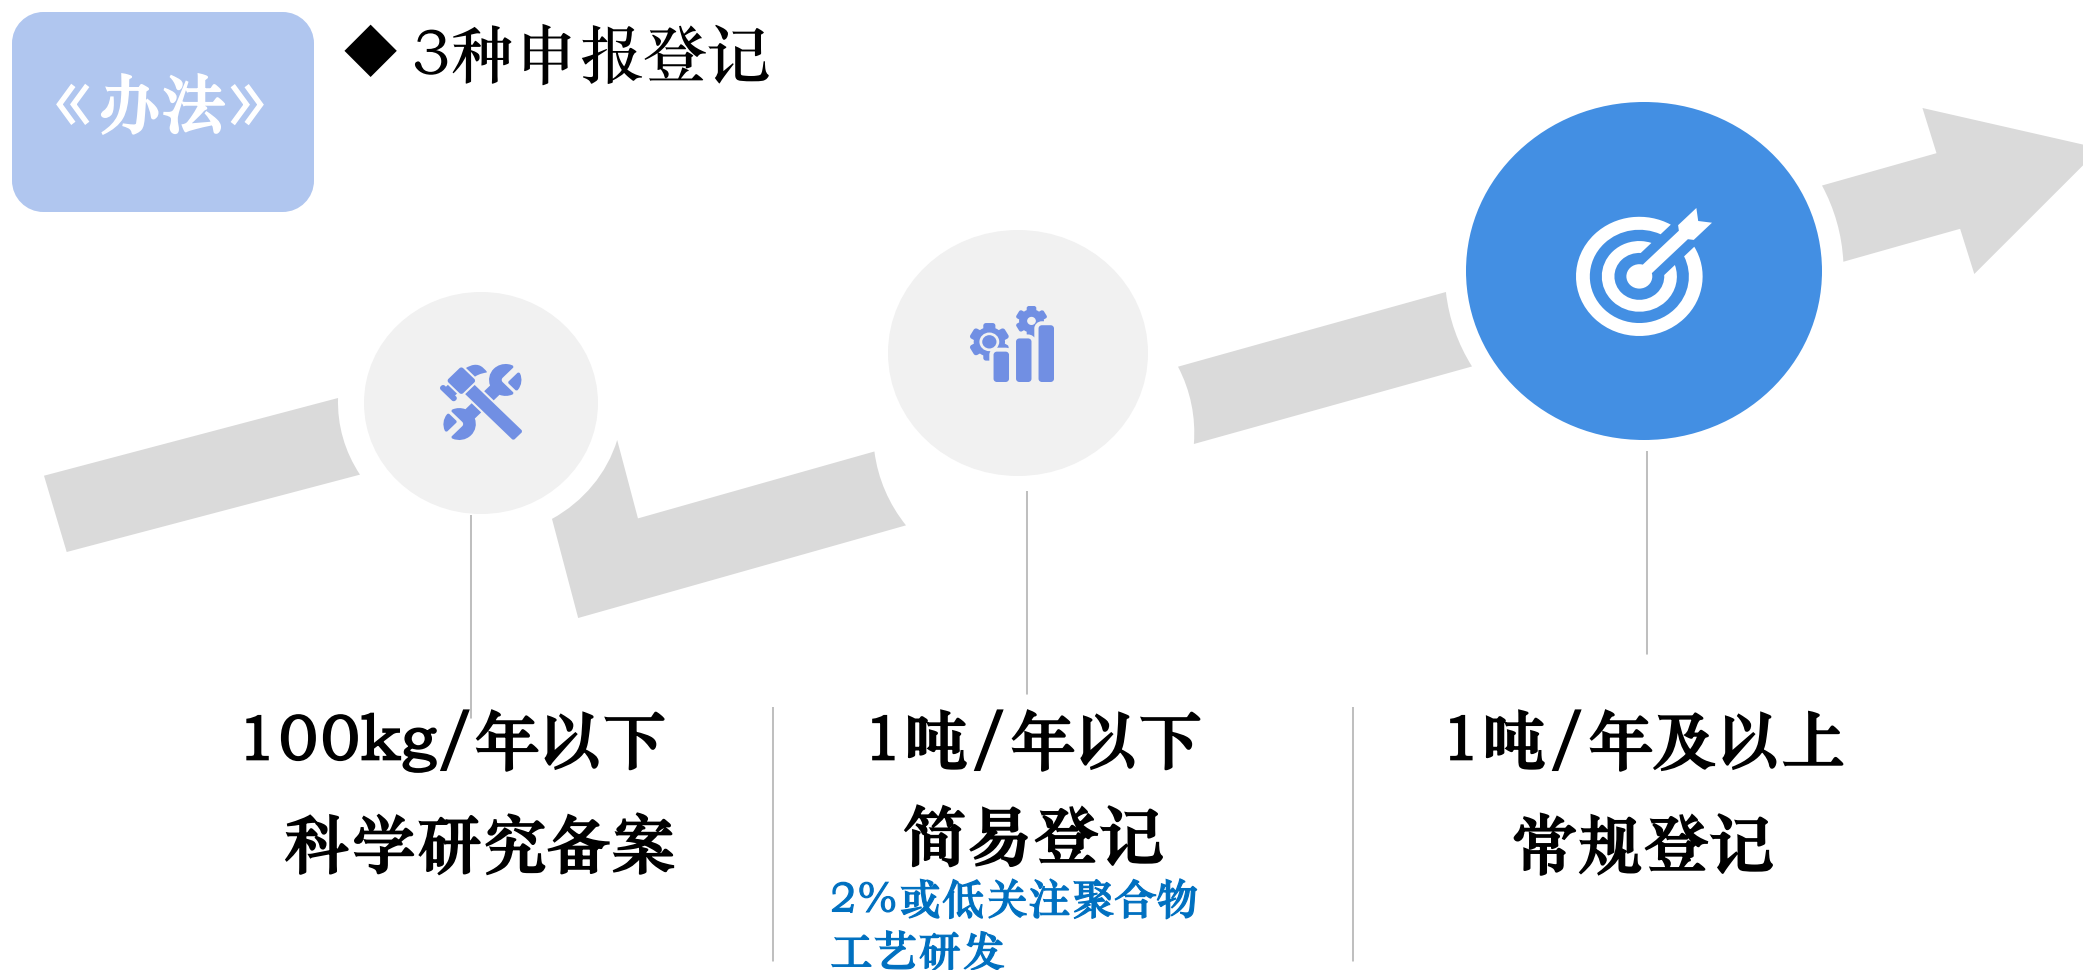 《办法》
◆ 3种申报登记
100kg/年以下
科学研究备案
1吨/年以下
简易登记
2%或低关注聚合物
工艺研发
1吨/年及以上
常规登记